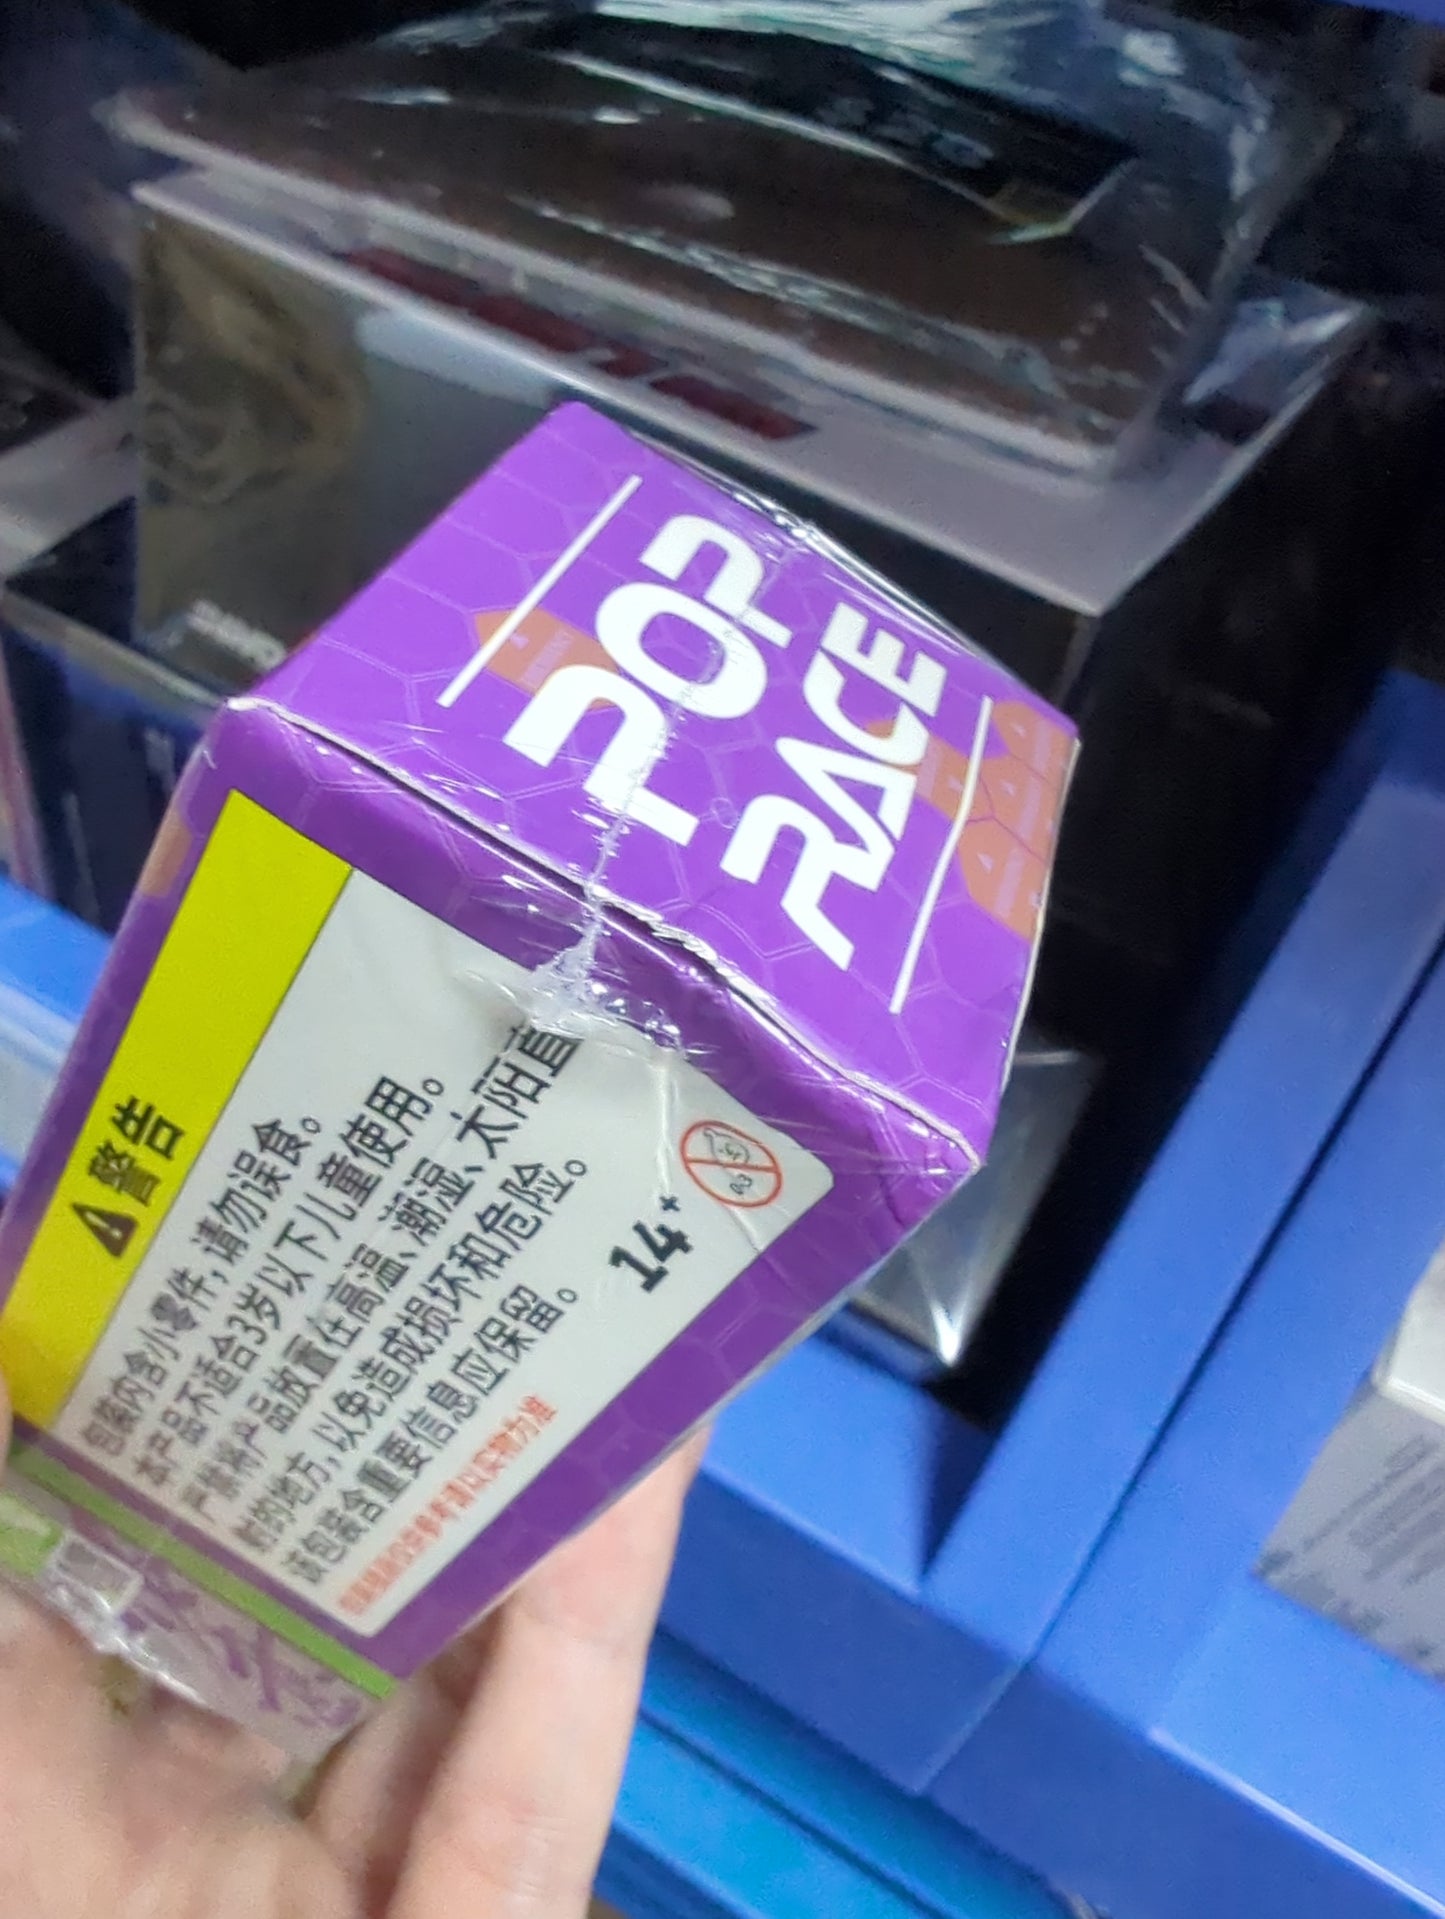 POP
RACE
警告
包装内含小零件，请勿误食。
本产品不适合3岁以下儿童使用。
严禁将产品放置在高温、潮湿、太阳直
射的地方，以免造成损坏和危险。
该包装含重要信息应保留。
14+
0-3